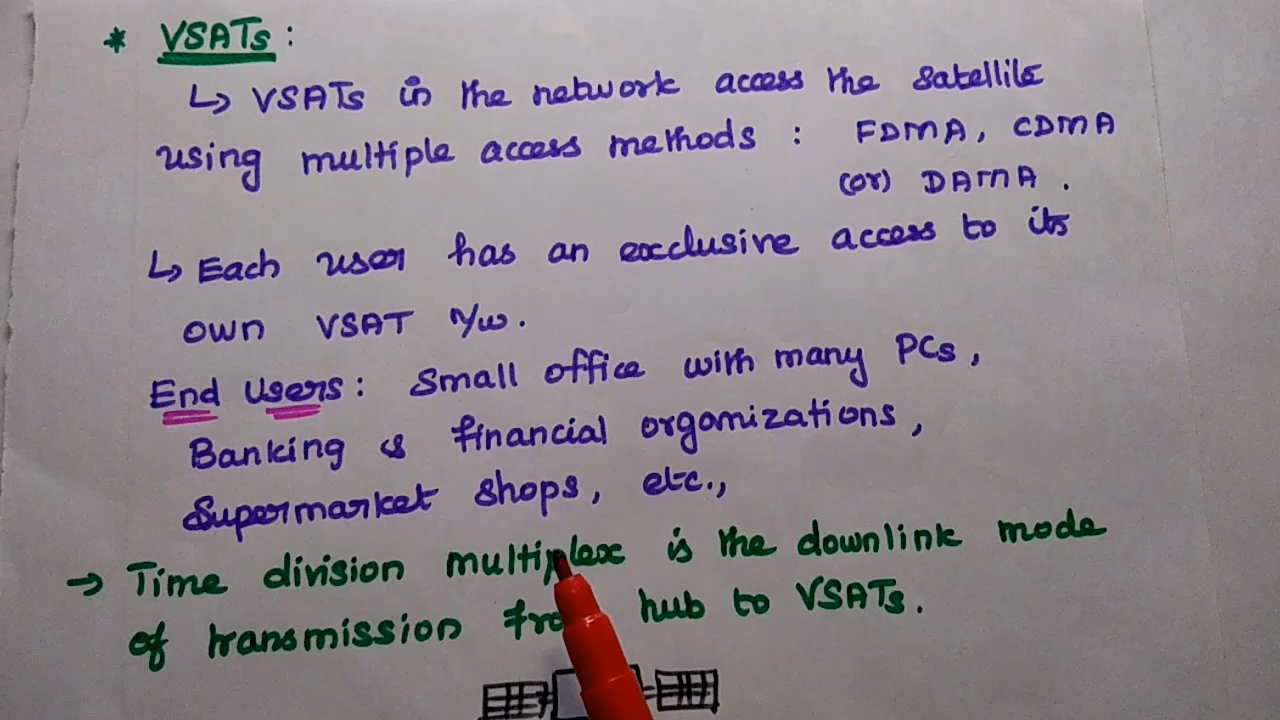 * VSATs :
↳ VSATs in the network access the satellite
using multiple access methods : FDMA, CDMA
(or) DAMA .
↳ Each user has an exclusive access to its
own VSAT n/w.
End Users : Small office with many PCs ,
Banking & financial organizations ,
Supermarket shops, etc.,
→ Time division multiplex is the downlink mode
of transmission hub to VSATs .